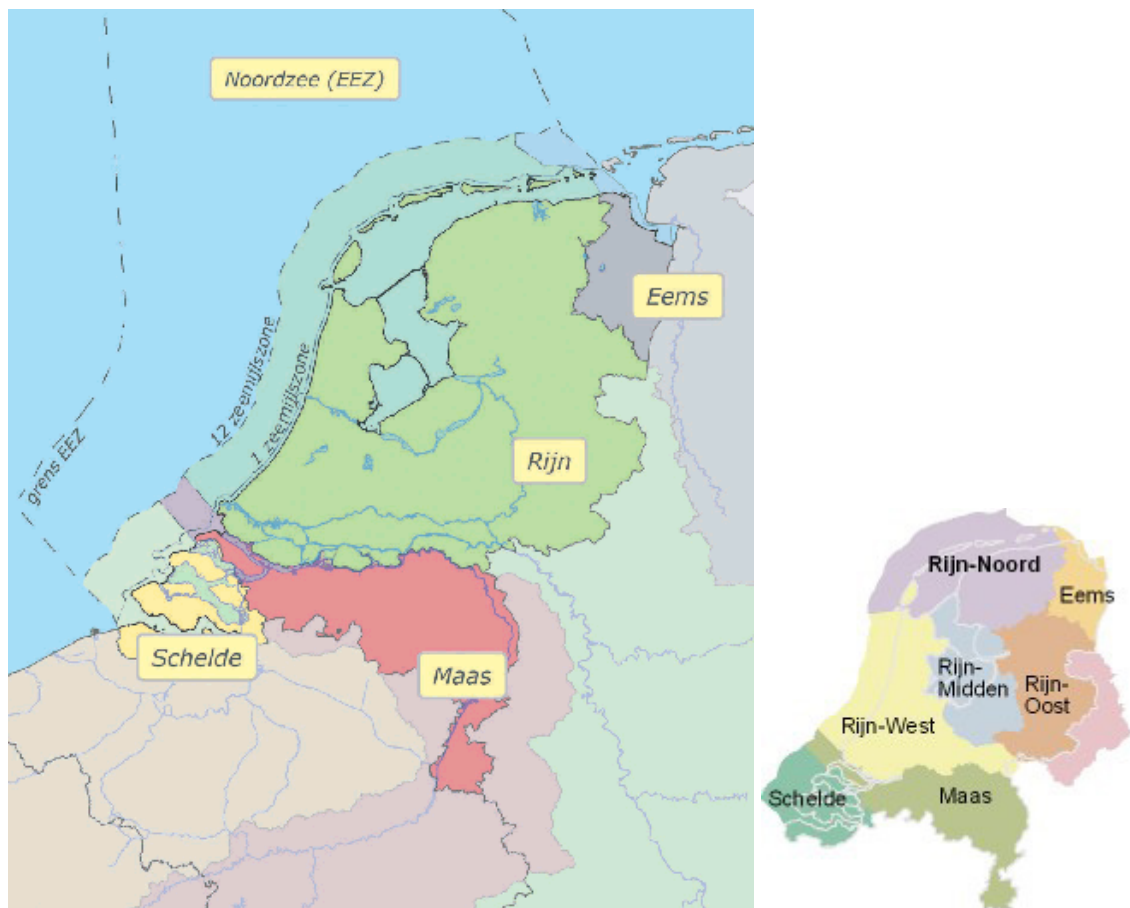 Noordzee (EEZ)
Eems
12 zeemijlszone
1 zeemijlszone
grens EEZ
Rijn
Schelde
Maas
Rijn-Noord
Eems
Rijn-
Midden
Rijn-
Oost
Rijn-West
Schelde
Maas